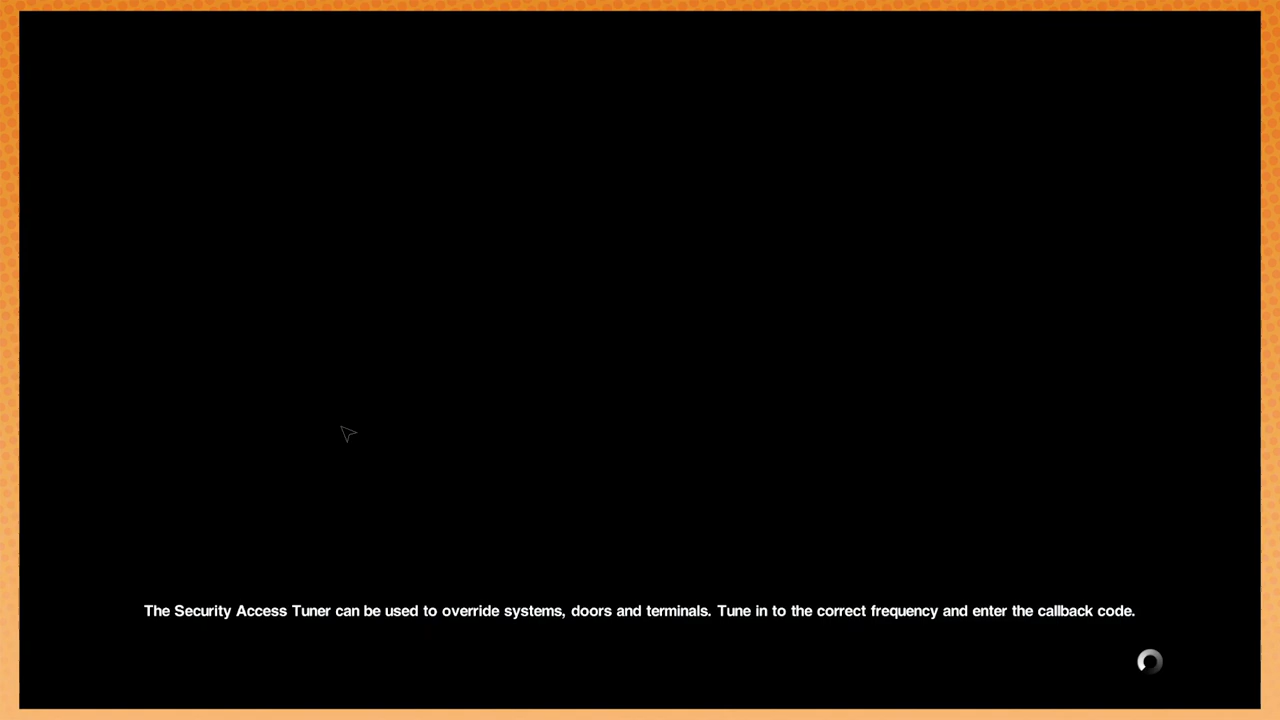 The Security Access Tuner can be used to override systems, doors and terminals. Tune in to the correct frequency and enter the callback code.